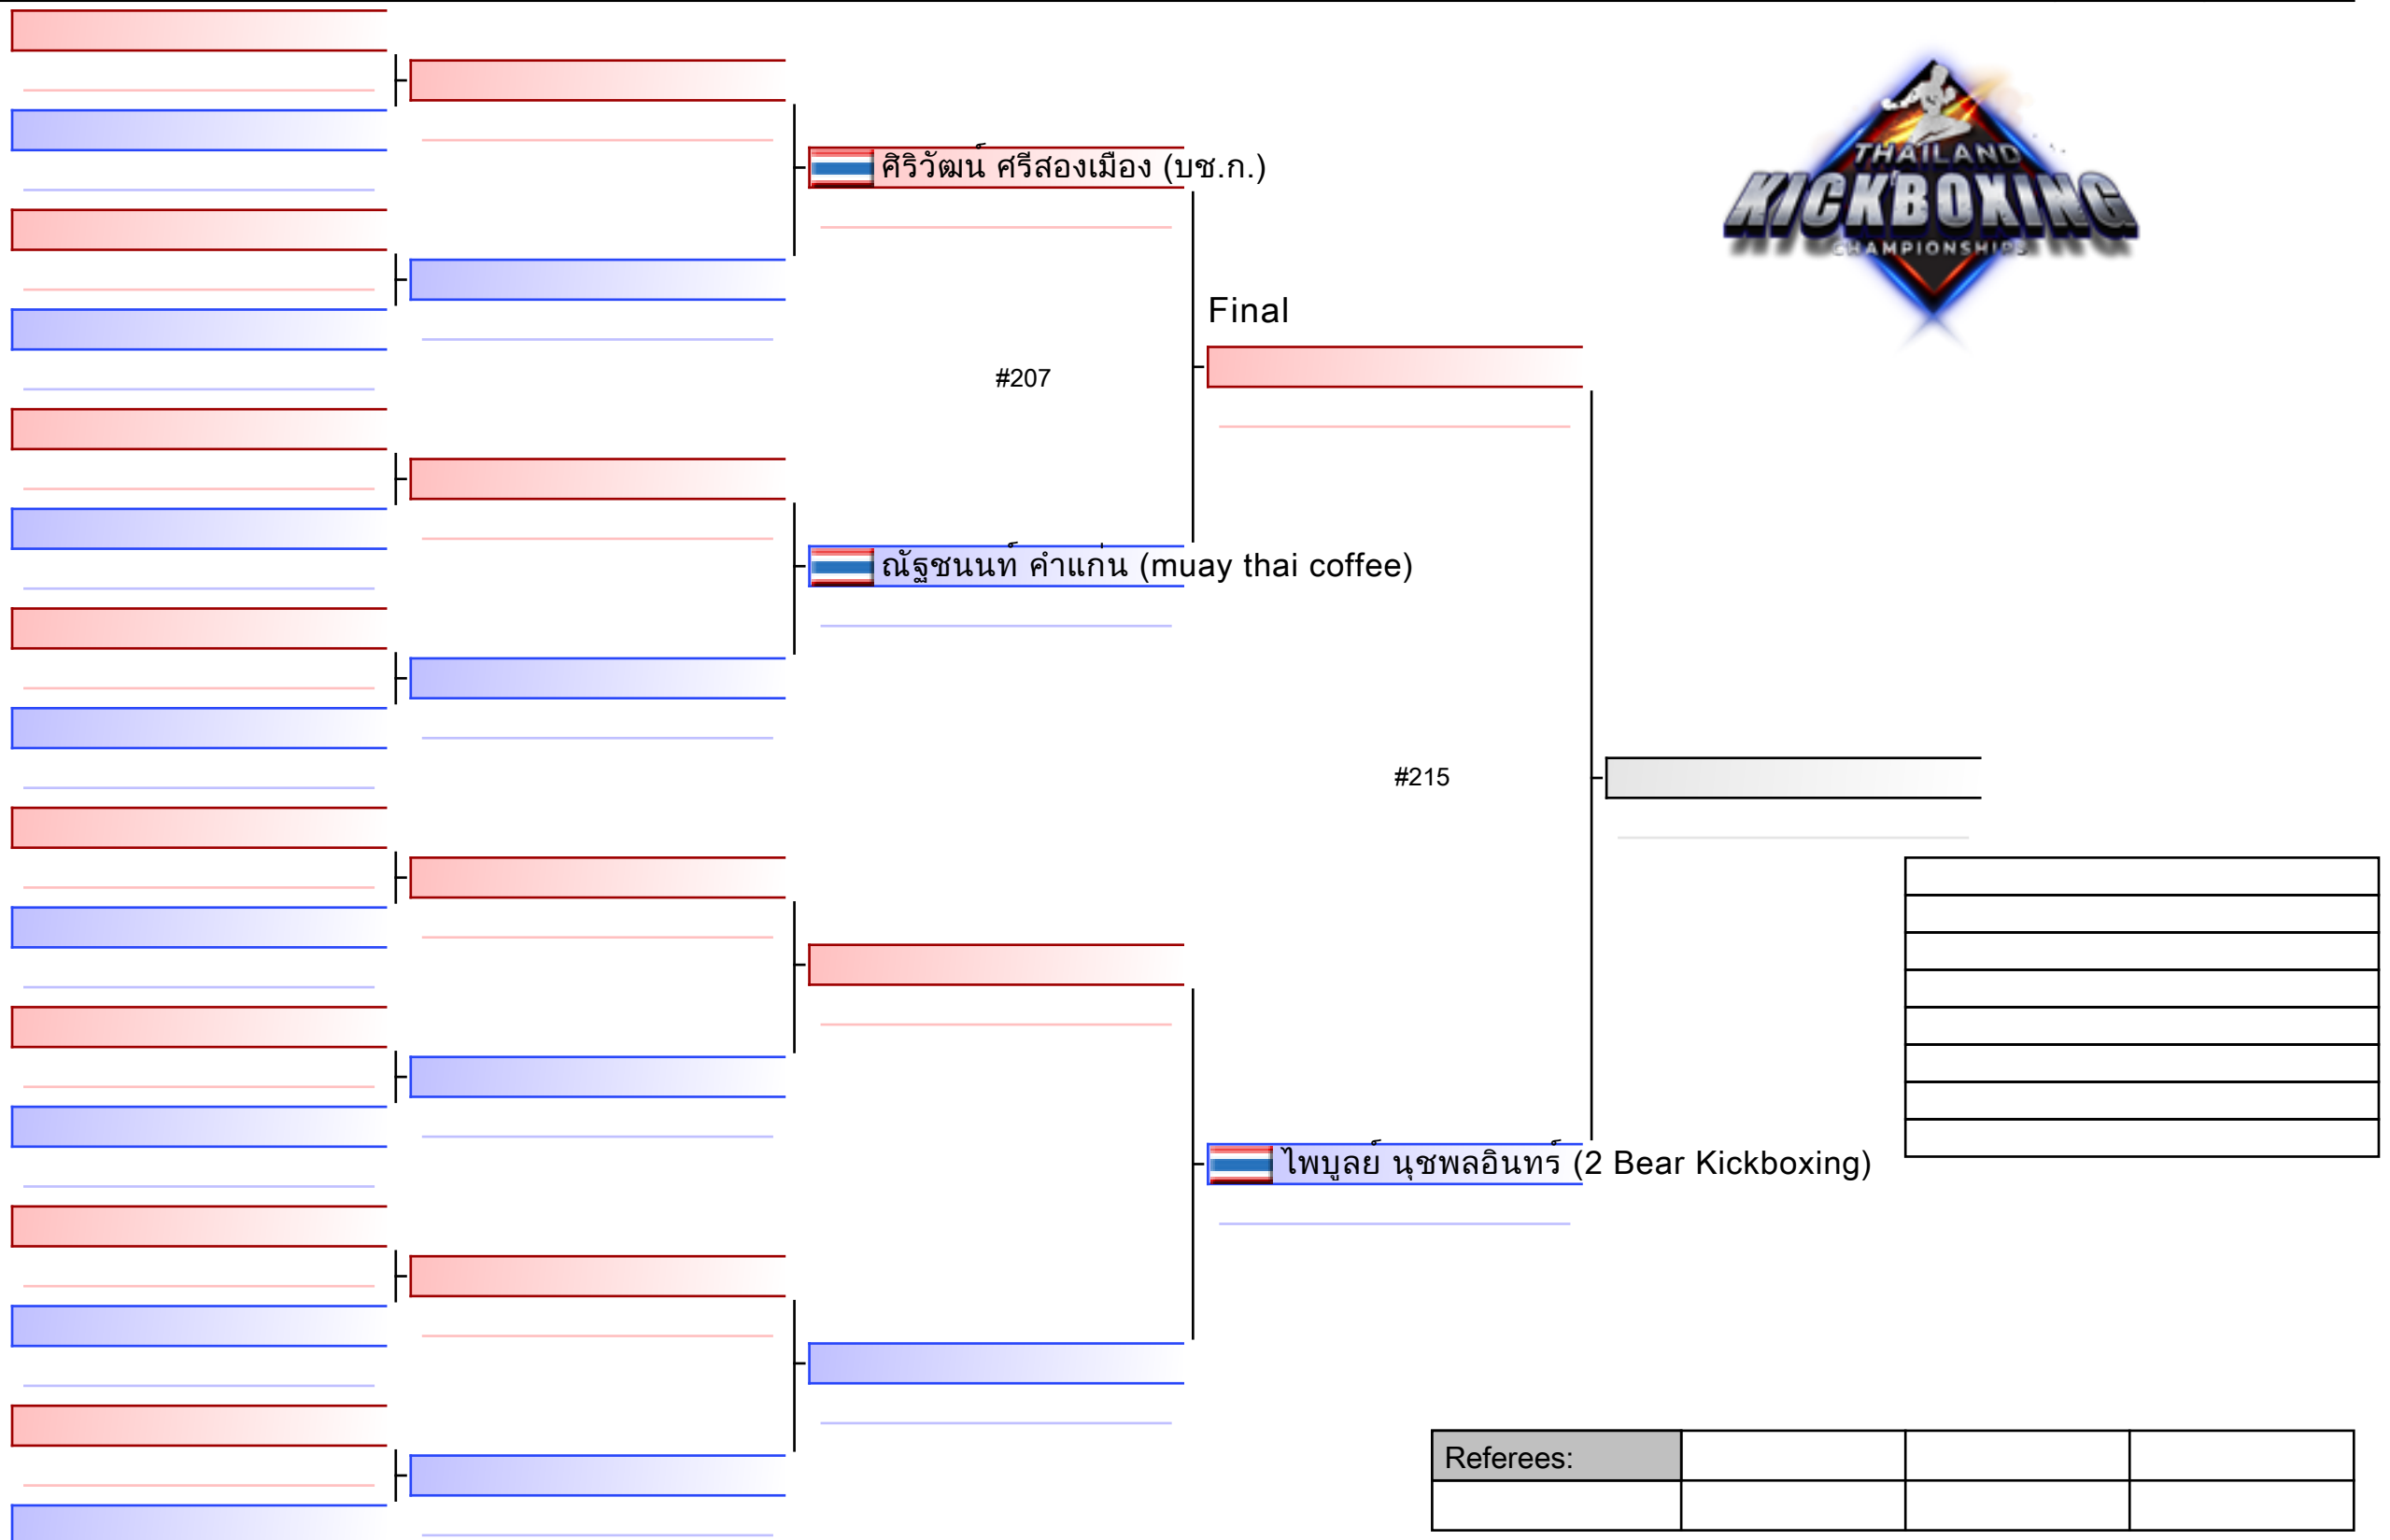 THAILAND
KICKBOXING
CHAMPIONSHIPS
ศิริวัฒน์ ศรีสองเมือง (บช.ก.)
Final
#207
ณัฐชนนท์ คำแก่น (muay thai coffee)
#215
ไพบูลย์ นุชพลอินทร์ (2 Bear Kickboxing)
Referees: